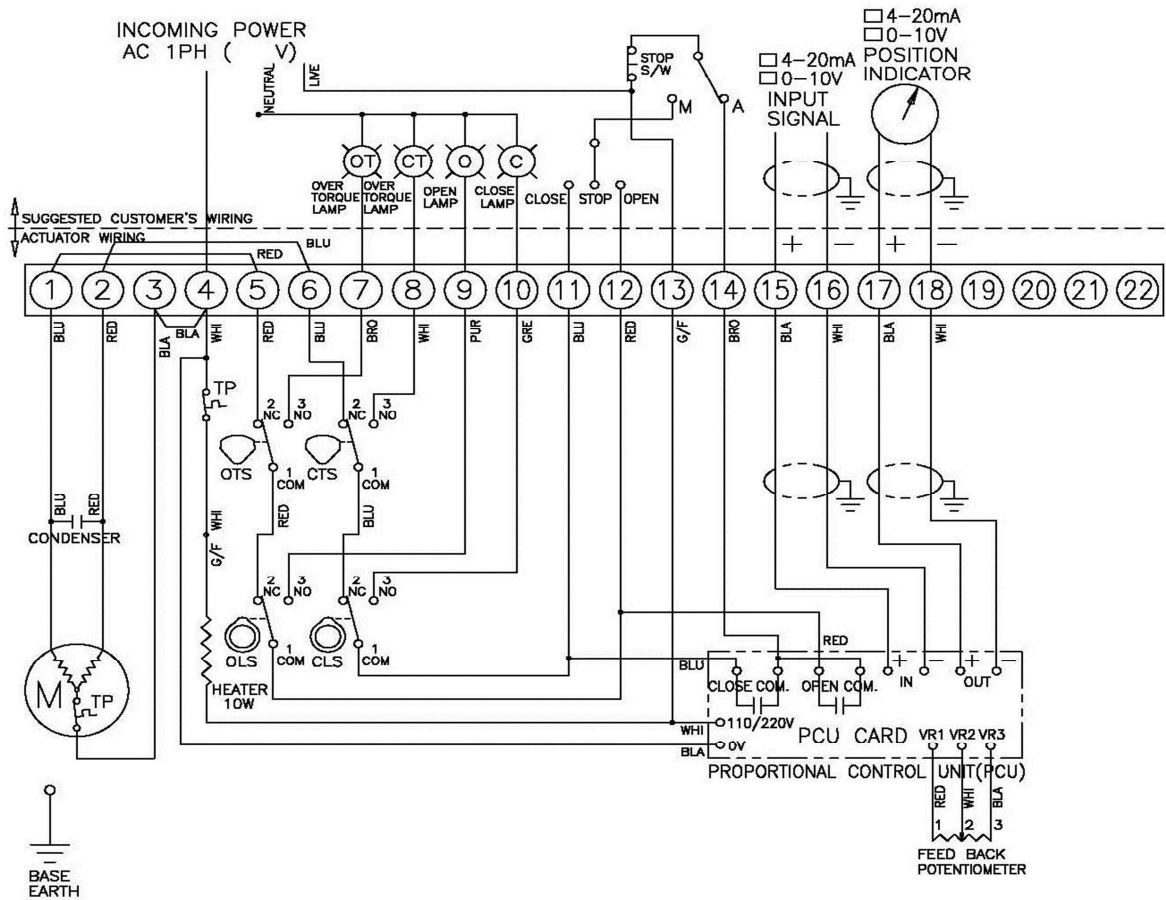 INCOMING POWER
AC 1PH ( V)
NEUTRAL
LIVE
STOP
S/W
M
A
4-20mA
0-10V
INPUT
SIGNAL
4-20mA
0-10V
POSITION
INDICATOR
OT
CT
O
C
OVER
TORQUE
LAMP
OVER
TORQUE
LAMP
OPEN
LAMP
CLOSE
LAMP
CLOSE
STOP
OPEN
SUGGESTED CUSTOMER'S WIRING
ACTUATOR WIRING
RED
BLU
+ − + −
1 2 3 4 5 6 7 8 9 10 11 12 13 14 15 16 17 18 19 20 21 22
BLU
RED
BLA
BLA
WHI
RED
BLU
BRO
WHI
PUR
GRE
BLU
RED
G/F
BRO
BLA
WHI
BLA
WHI
TP
2
NC
3
NO
2
NC
3
NO
OTS
1
COM
CTS
1
COM
BLU
RED
CONDENSER
WHI
G/F
RED
BLU
2
NC
3
NO
2
NC
3
NO
OLS
1
COM
CLS
1
COM
M
TP
HEATER
10W
RED
BLU
CLOSE COM.
OPEN COM.
+ −
IN
+ −
OUT
WHI
110/220V
BLA
0V
PCU CARD
VR1 VR2 VR3
PROPORTIONAL CONTROL UNIT(PCU)
RED
WHI
BLA
1 2 3
FEED BACK
POTENTIOMETER
BASE
EARTH